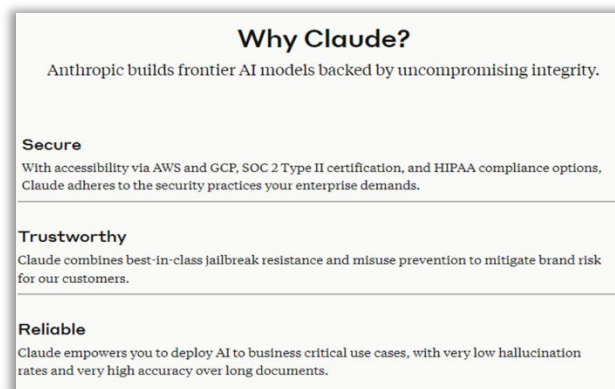 Why Claude?
Anthropic builds frontier AI models backed by uncompromising integrity.
Secure
With accessibility via AWS and GCP, SOC 2 Type II certification, and HIPAA compliance options,
Claude adheres to the security practices your enterprise demands.
Trustworthy
Claude combines best-in-class jailbreak resistance and misuse prevention to mitigate brand risk
for our customers.
Reliable
Claude empowers you to deploy AI to business critical use cases, with very low hallucination
rates and very high accuracy over long documents.